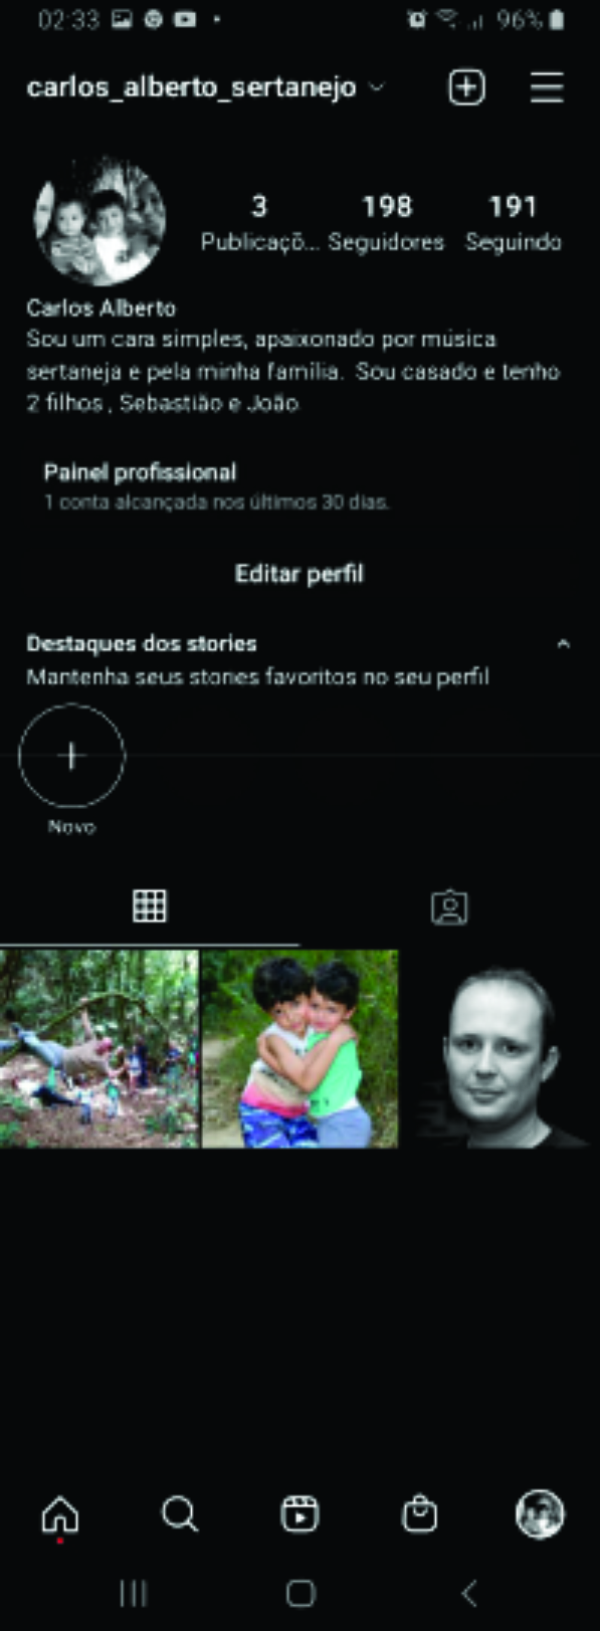 02:33 96%
carlos_alberto_sertanejo
3 198 191
Publicaçõ... Seguidores Seguindo
Carlos Alberto
Sou um cara simples, apaixonado por música
sertaneja e pela minha família. Sou casado e tenho
2 filhos , Sebastião e João.
Painel profissional
1 conta alcançada nos últimos 30 dias.
Editar perfil
Destaques dos stories
Mantenha seus stories favoritos no seu perfil
Novo